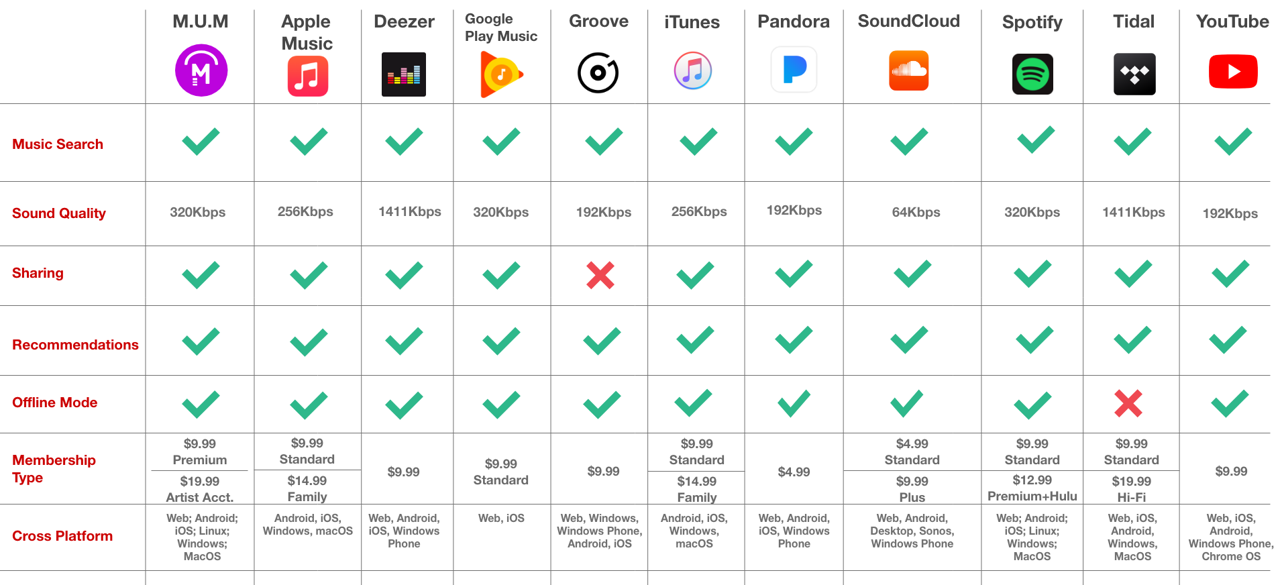 M.U.M
Apple
Music
Deezer
Google
Play Music
Groove
iTunes
Pandora
SoundCloud
Spotify
Tidal
YouTube
M
Music Search
Sound Quality
320Kbps
256Kbps
1411Kbps
320Kbps
192Kbps
256Kbps
192Kbps
64Kbps
320Kbps
1411Kbps
192Kbps
Sharing
Recommendations
Offline Mode
Membership
Type
$9.99
Premium
$19.99
Artist Acct.
$9.99
Standard
$14.99
Family
$9.99
$9.99
Standard
$9.99
$9.99
Standard
$14.99
Family
$4.99
$4.99
Standard
$9.99
Plus
$9.99
Standard
$12.99
Premium+Hulu
$9.99
Standard
$19.99
Hi-Fi
$9.99
Cross Platform
Web; Android;
iOS; Linux;
Windows;
MacOS
Android, iOS,
Windows, macOS
Web, Android,
iOS, Windows
Phone
Web, iOS
Web, Windows,
Windows Phone,
Android, iOS
Android, iOS,
Windows,
macOS
Web, Android,
iOS, Windows
Phone
Web, Android,
Desktop, Sonos,
Windows Phone
Web; Android;
iOS; Linux;
Windows;
MacOS
Web, iOS,
Android,
Windows,
MacOS
Web, iOS,
Android,
Windows Phone,
Chrome OS